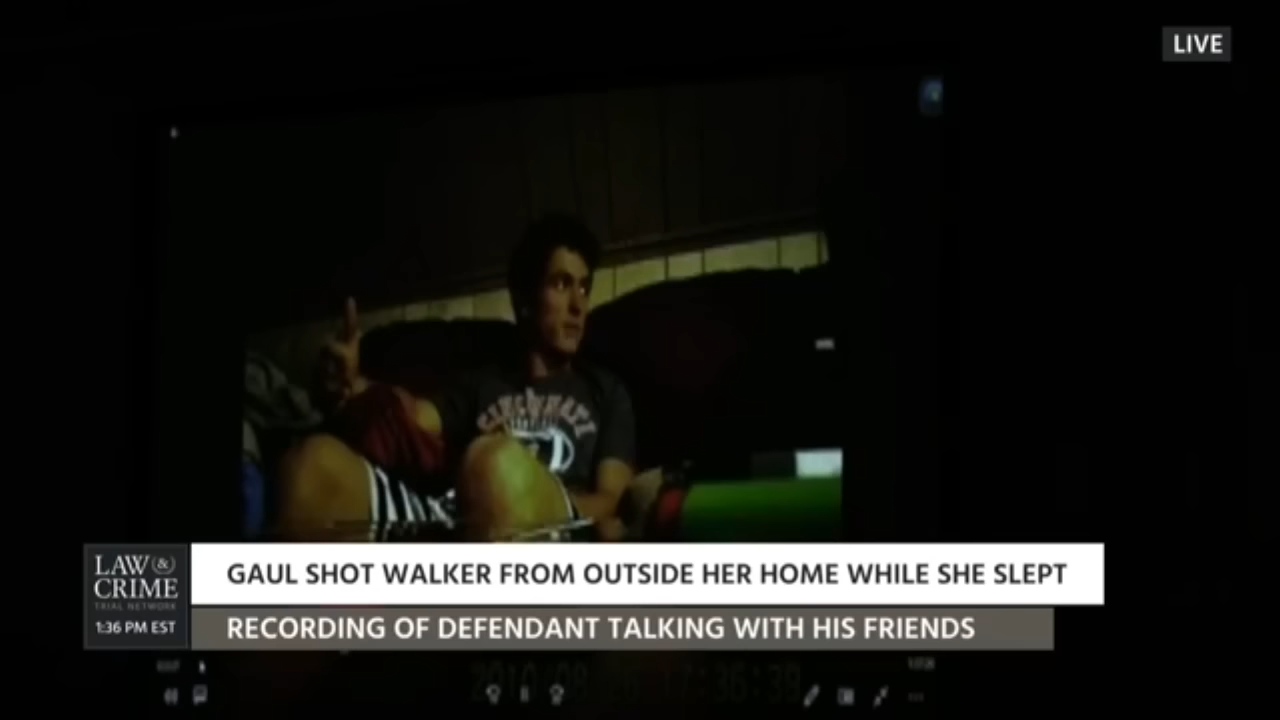 LIVE
CINCINNATI
GAUL SHOT WALKER FROM OUTSIDE HER HOME WHILE SHE SLEPT
LAW &
CRIME
TRIAL NETWORK
1:36 PM EST
RECORDING OF DEFENDANT TALKING WITH HIS FRIENDS